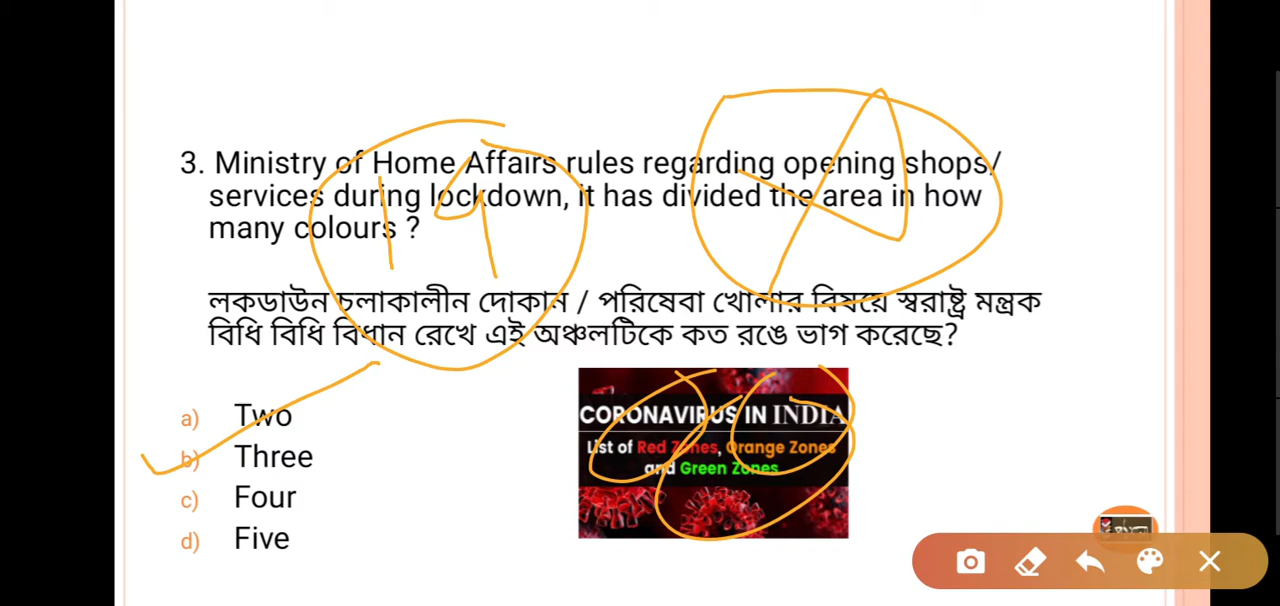 3. Ministry of Home Affairs rules regarding opening shops/
services during lockdown, it has divided the area in how
many colours ?
19
A
লকডাউন চলাকালীন দোকান / পরিষেবা খোলার বিষয়ে স্বরাষ্ট্র মন্ত্রক
বিধি বিধি বিধান রেখে এই অঞ্চলটিকে কত রঙে ভাগ করেছে?
a) Two
b) Three
c) Four
d) Five
CORONAVIRUS IN INDIA
List of Red Zones, Orange Zones
and Green Zones